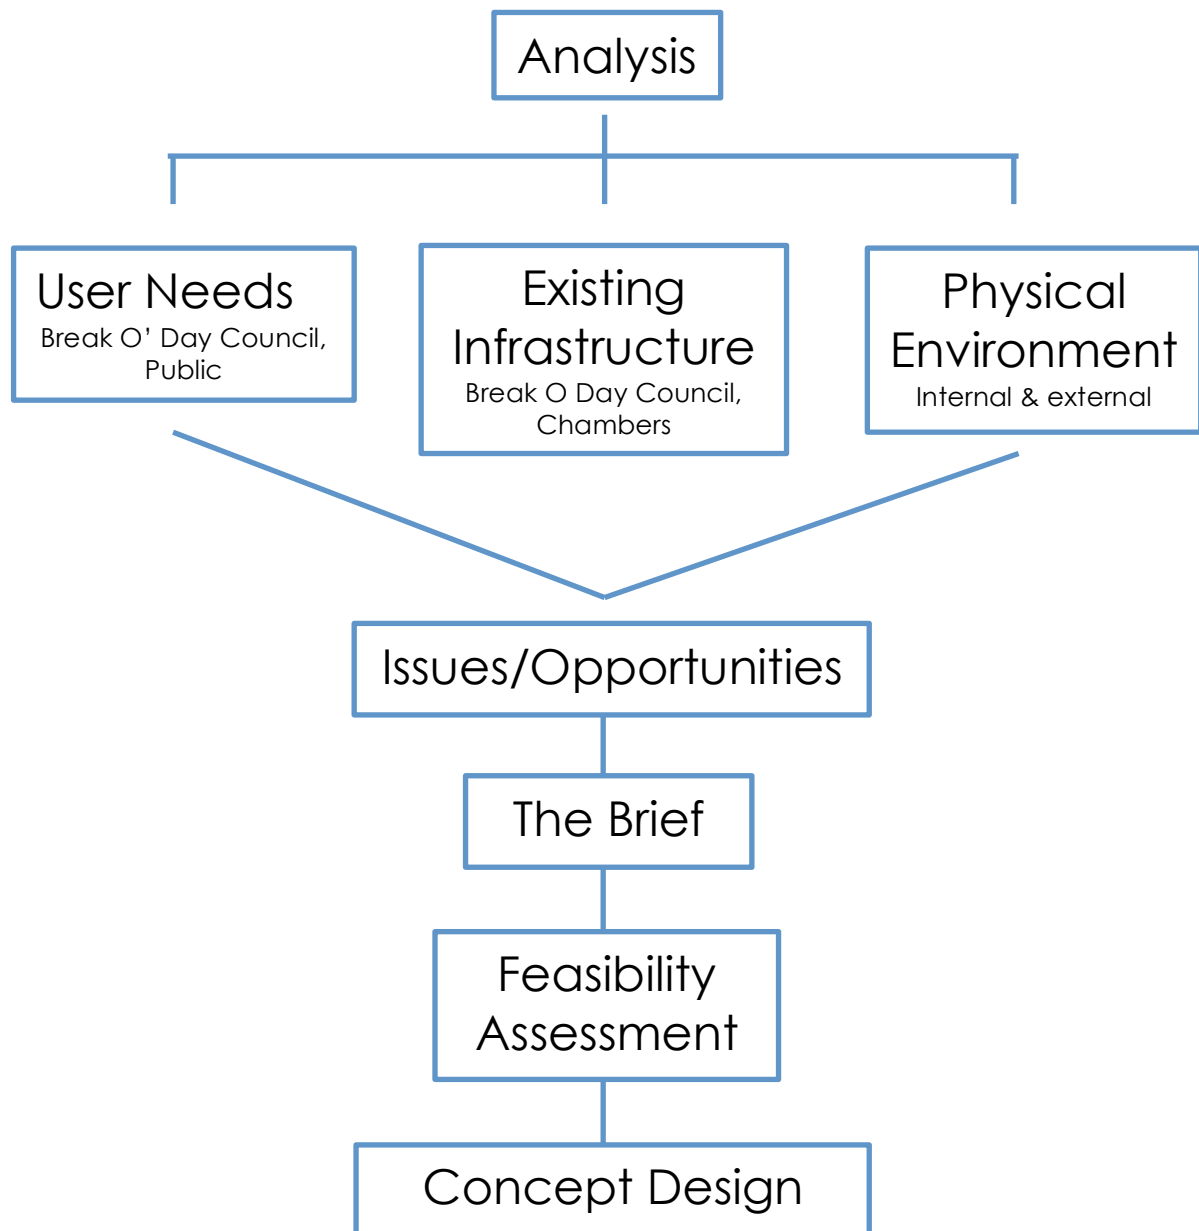 Analysis
User Needs
Break O’ Day Council,
Public
Existing
Infrastructure
Break O Day Council,
Chambers
Physical
Environment
Internal & external
Issues/Opportunities
The Brief
Feasibility
Assessment
Concept Design